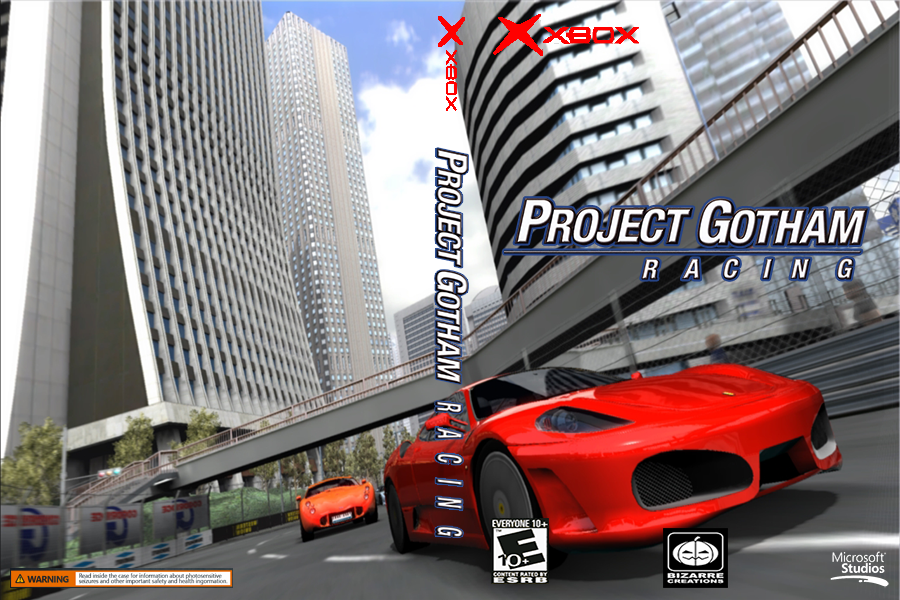 XBOX
XBOX
PROJECT GOTHAM
RACING
PROJECT GOTHAM RACING
EVERYONE 10+
E
10+
CONTENT RATED BY
ESRB
BIZARRE
CREATIONS
Microsoft®
Studios
WARNING
Read inside the case for information about photosensitive
seizures and other important safety and health ingormation.